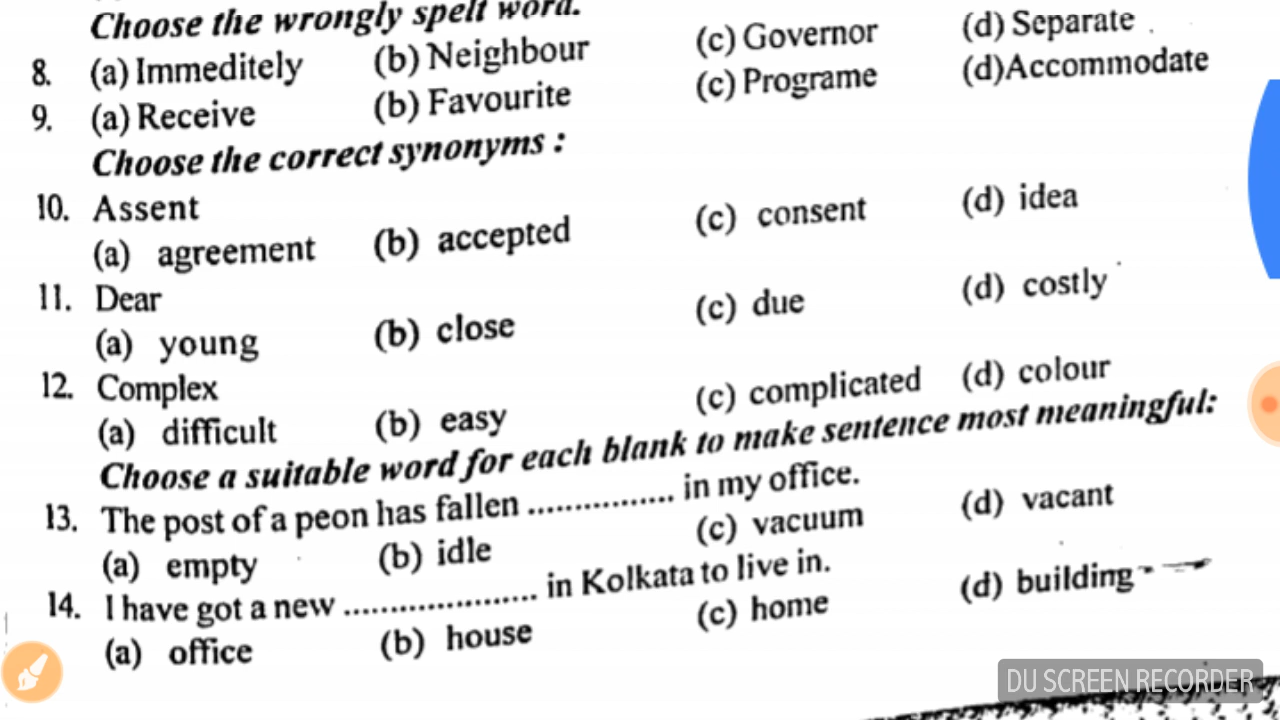 Choose the wrongly spelt word.
8. (a) Immeditely (b) Neighbour (c) Governor (d) Separate
9. (a) Receive (b) Favourite (c) Programe (d) Accommodate
Choose the correct synonyms :
10. Assent
(a) agreement (b) accepted (c) consent (d) idea
11. Dear
(a) young (b) close (c) due (d) costly
12. Complex
(a) difficult (b) easy (c) complicated (d) colour
Choose a suitable word for each blank to make sentence most meaningful:
13. The post of a peon has fallen ................ in my office.
(a) empty (b) idle (c) vacuum (d) vacant
14. I have got a new ..................... in Kolkata to live in.
(a) office (b) house (c) home (d) building
DU SCREEN RECORDER